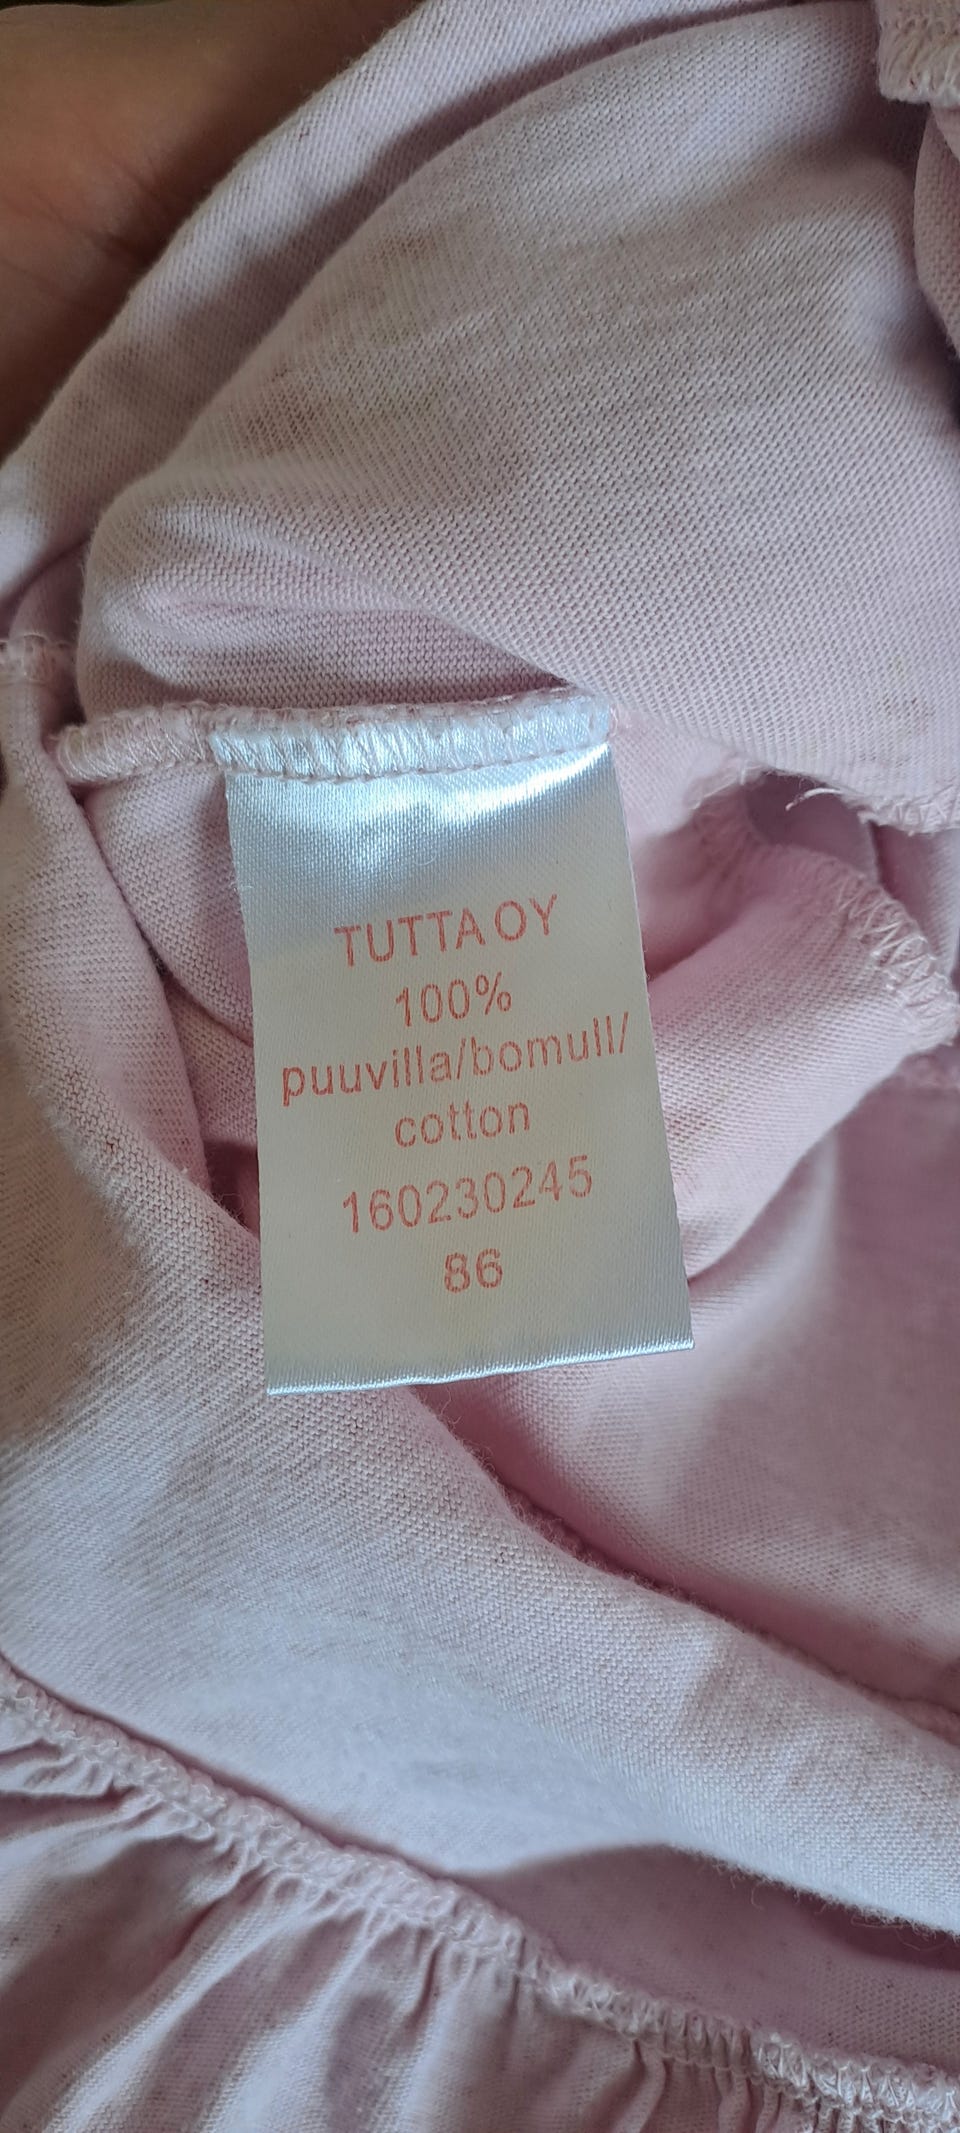 TUTTA OY
100%
puuvilla/bomull/
cotton
160230245
86